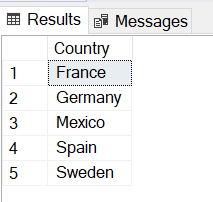 Results Messages
Country
1 France
2 Germany
3 Mexico
4 Spain
5 Sweden